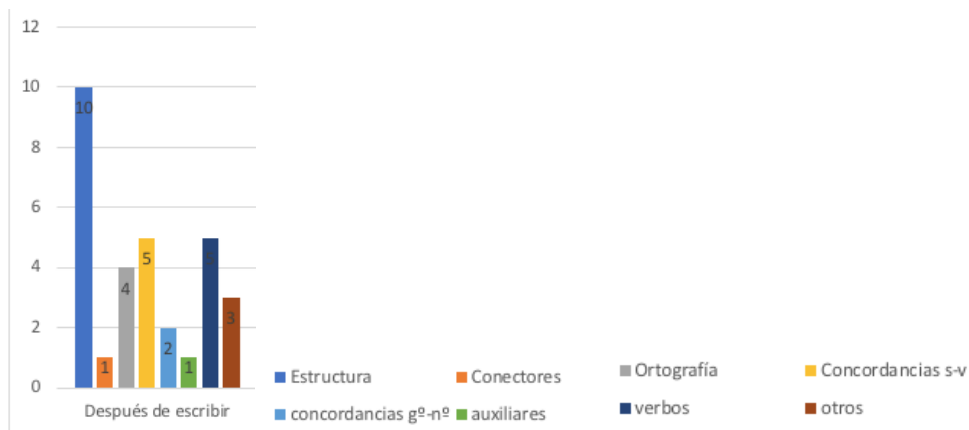 12
10
8
6
4
2
0
10
1
4
5
2
1
3
Después de escribir
Estructura
Conectores
Ortografía
Concordancias s-v
concordancias gº-nº
auxiliares
verbos
otros